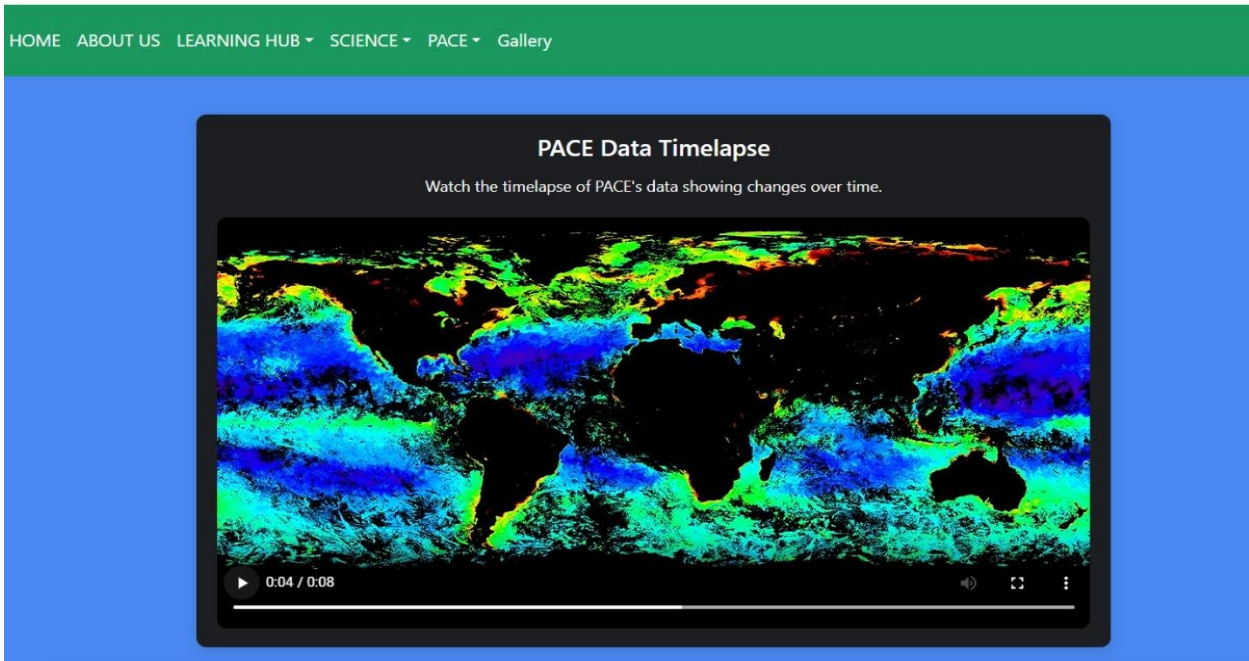 HOME ABOUT US LEARNING HUB SCIENCE PACE Gallery
PACE Data Timelapse
Watch the timelapse of PACE's data showing changes over time.
0:04 / 0:08